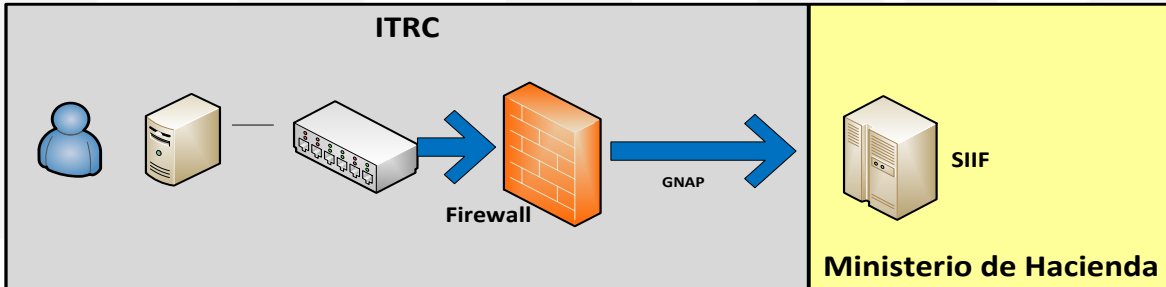 ITRC
Firewall
GNAP
SIIF
Ministerio de Hacienda